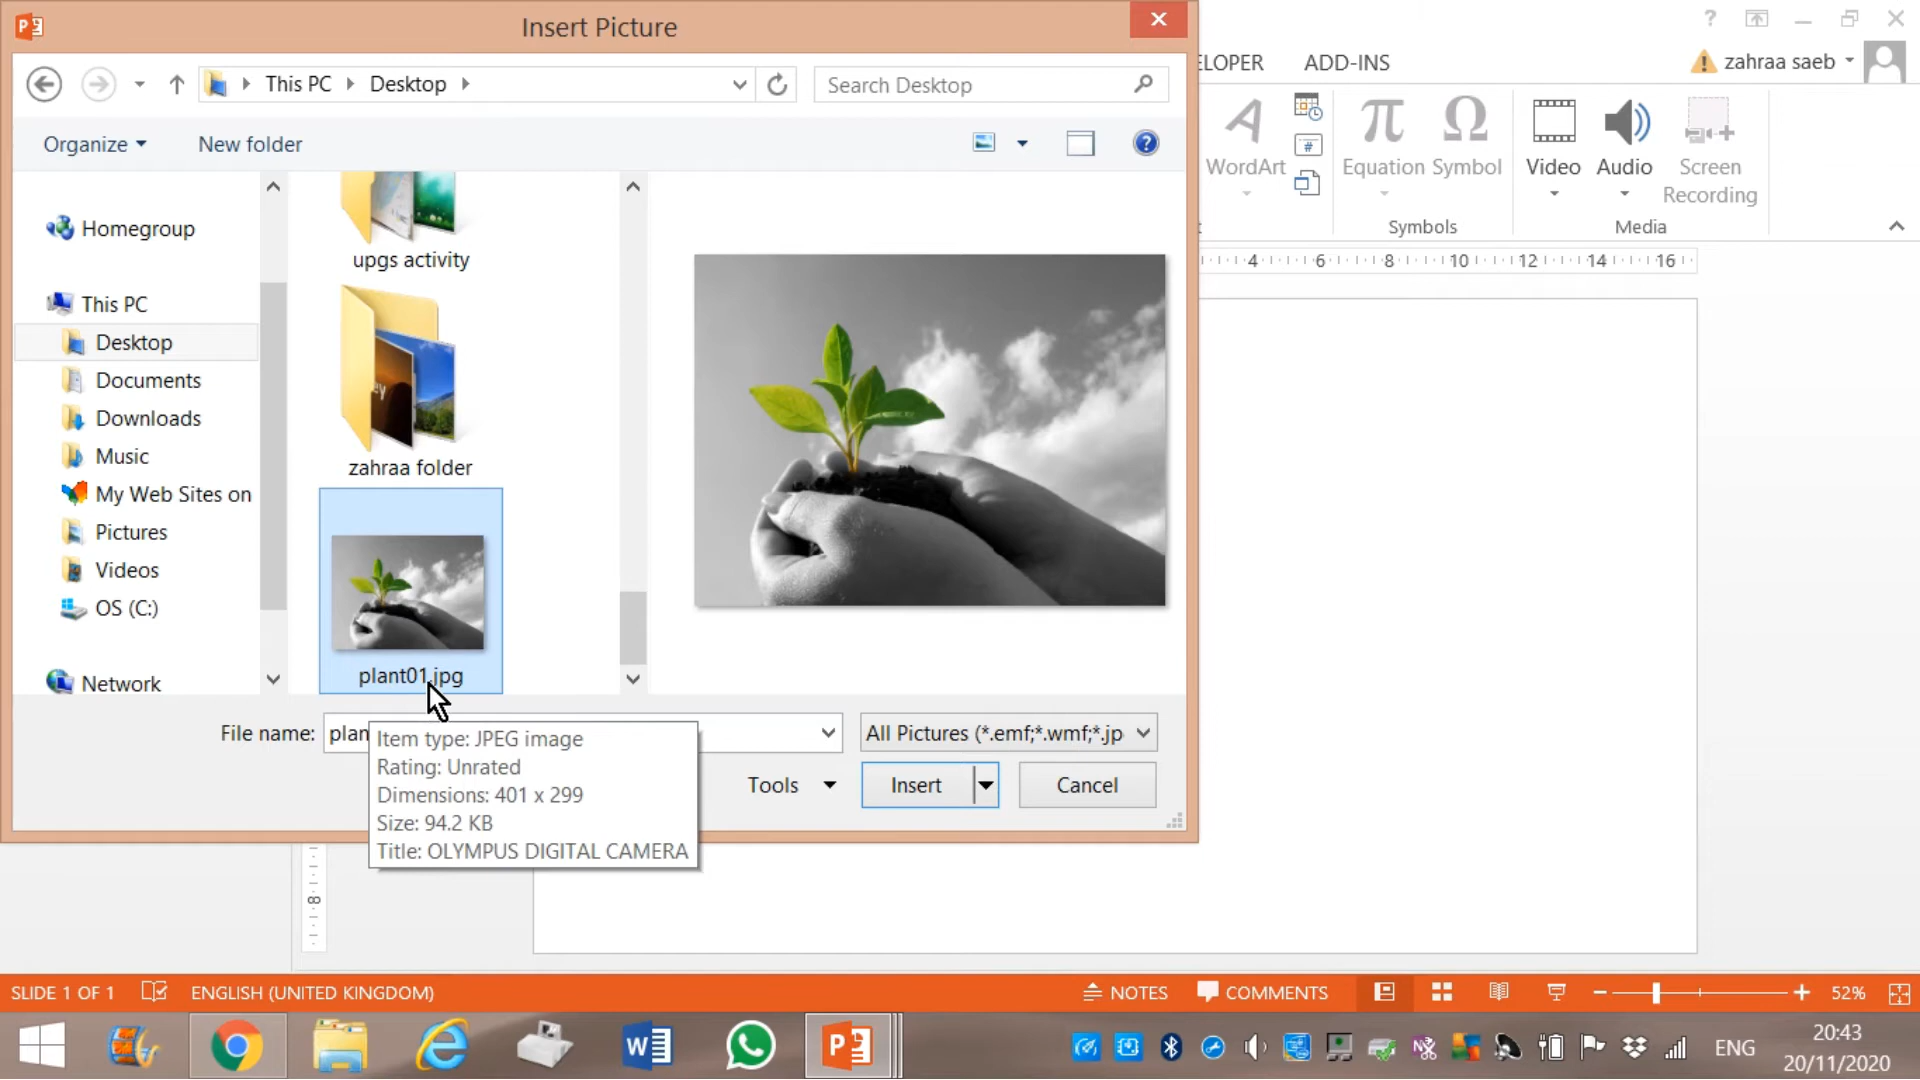 Insert Picture
This PC
Desktop
Search Desktop
Organize
New folder
Homegroup
This PC
Desktop
Documents
Downloads
Music
My Web Sites on
Pictures
Videos
OS (C:)
Network
upgs activity
ey
zahraa folder
plant01.jpg
File name: plan
All Pictures (*.emf;*.wmf;*.jp
Item type: JPEG image
Rating: Unrated
Dimensions: 401 x 299
Size: 94.2 KB
Title: OLYMPUS DIGITAL CAMERA
Tools
Insert
Cancel
ELOPER
ADD-INS
zahraa saeb
WordArt
Equation
Symbol
Video
Audio
Screen
Recording
Symbols
Media
4 6 8 10 12 14 16
8
SLIDE 1 OF 1
ENGLISH (UNITED KINGDOM)
NOTES
COMMENTS
52%
ENG
20:43
20/11/2020